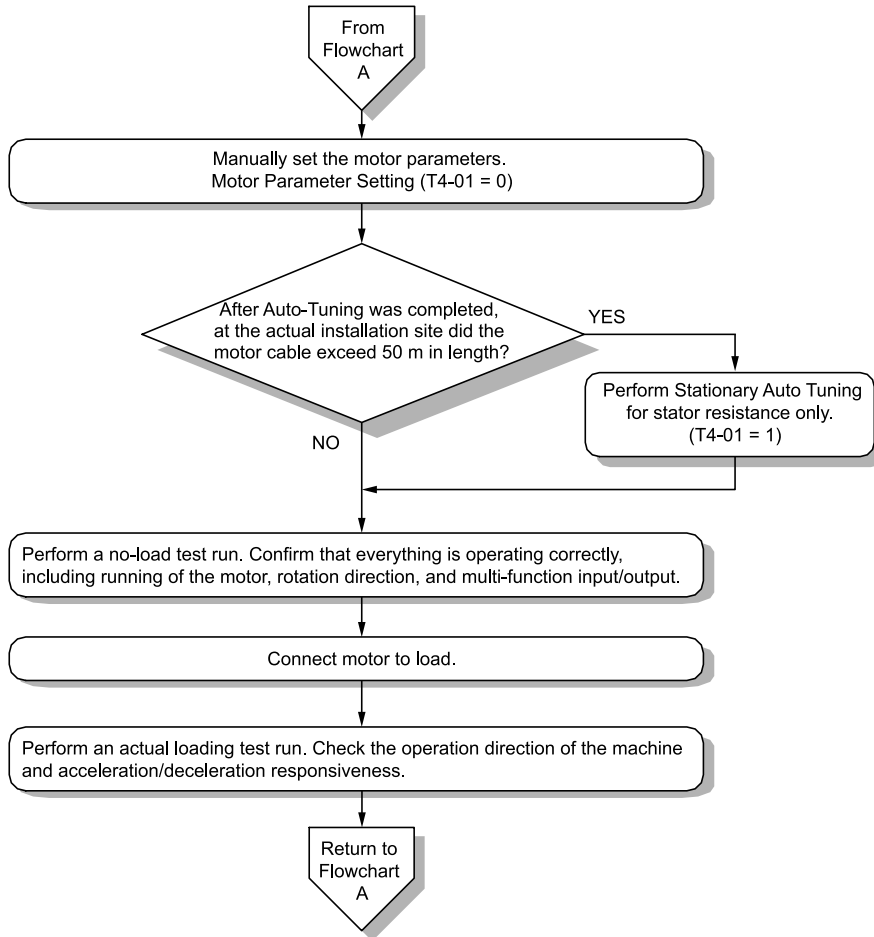 From
Flowchart
A
Manually set the motor parameters.
Motor Parameter Setting (T4-01 = 0)
After Auto-Tuning was completed,
at the actual installation site did the
motor cable exceed 50 m in length?
YES
Perform Stationary Auto Tuning
for stator resistance only.
(T4-01 = 1)
NO
Perform a no-load test run. Confirm that everything is operating correctly,
including running of the motor, rotation direction, and multi-function input/output.
Connect motor to load.
Perform an actual loading test run. Check the operation direction of the machine
and acceleration/deceleration responsiveness.
Return to
Flowchart
A